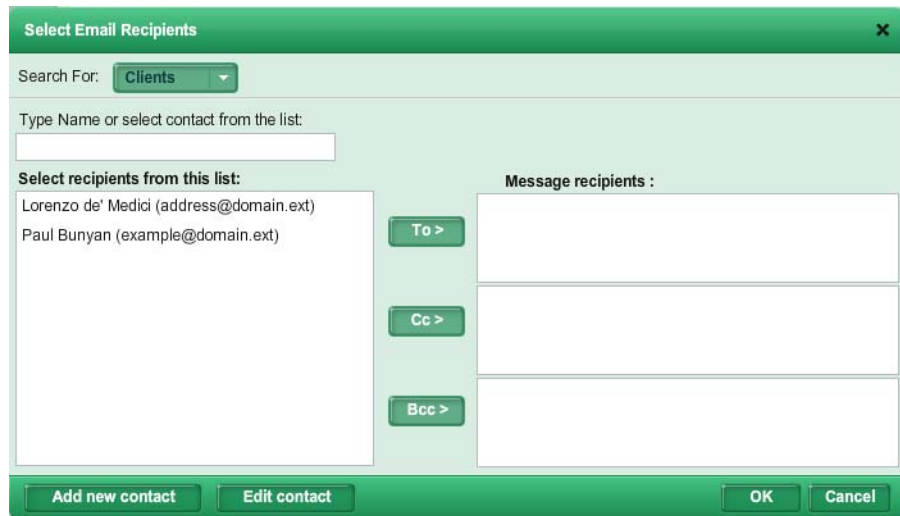 Select Email Recipients
Search For: Clients
Type Name or select contact from the list:
Select recipients from this list:
Message recipients :
Lorenzo de' Medici (address@domain.ext)
Paul Bunyan (example@domain.ext)
To >
Cc >
Bcc >
Add new contact Edit contact OK Cancel